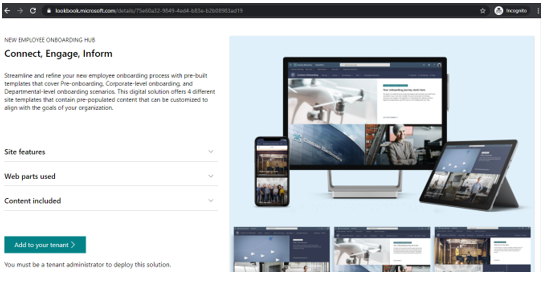 lookbook.microsoft.com/details/75e60a32-9849-4ed4-b83a-b2b08983ad19
Incognito
NEW EMPLOYEE ONBOARDING HUB
Connect, Engage, Inform
Streamline and refine your new employee onboarding process with pre-built
templates that cover Pre-onboarding, Corporate-level onboarding, and
Departmental-level onboarding scenarios. This digital solution offers 4 different
site templates that contain pre-populated content that can be customized to
align with the goals of your organization.
Site features
Web parts used
Content included
Add to your tenant
You must be a tenant administrator to deploy this solution.